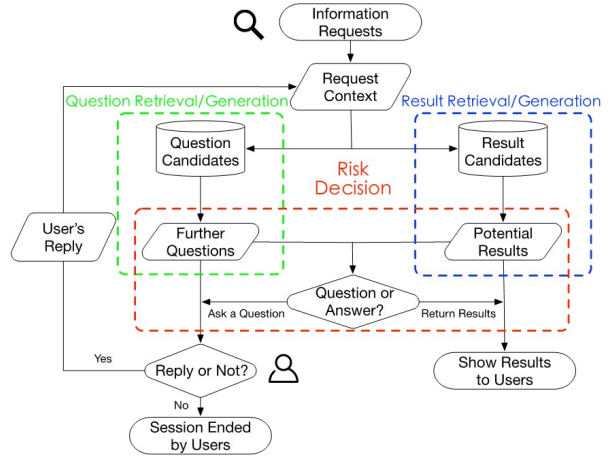 Information
Requests
Request
Context
Question Retrieval/Generation
Result Retrieval/Generation
Question
Candidates
Result
Candidates
Risk
Decision
User's
Reply
Further
Questions
Potential
Results
Question or
Answer?
Ask a Question
Return Results
Yes
Reply or Not?
Show Results
to Users
No
Session Ended
by Users